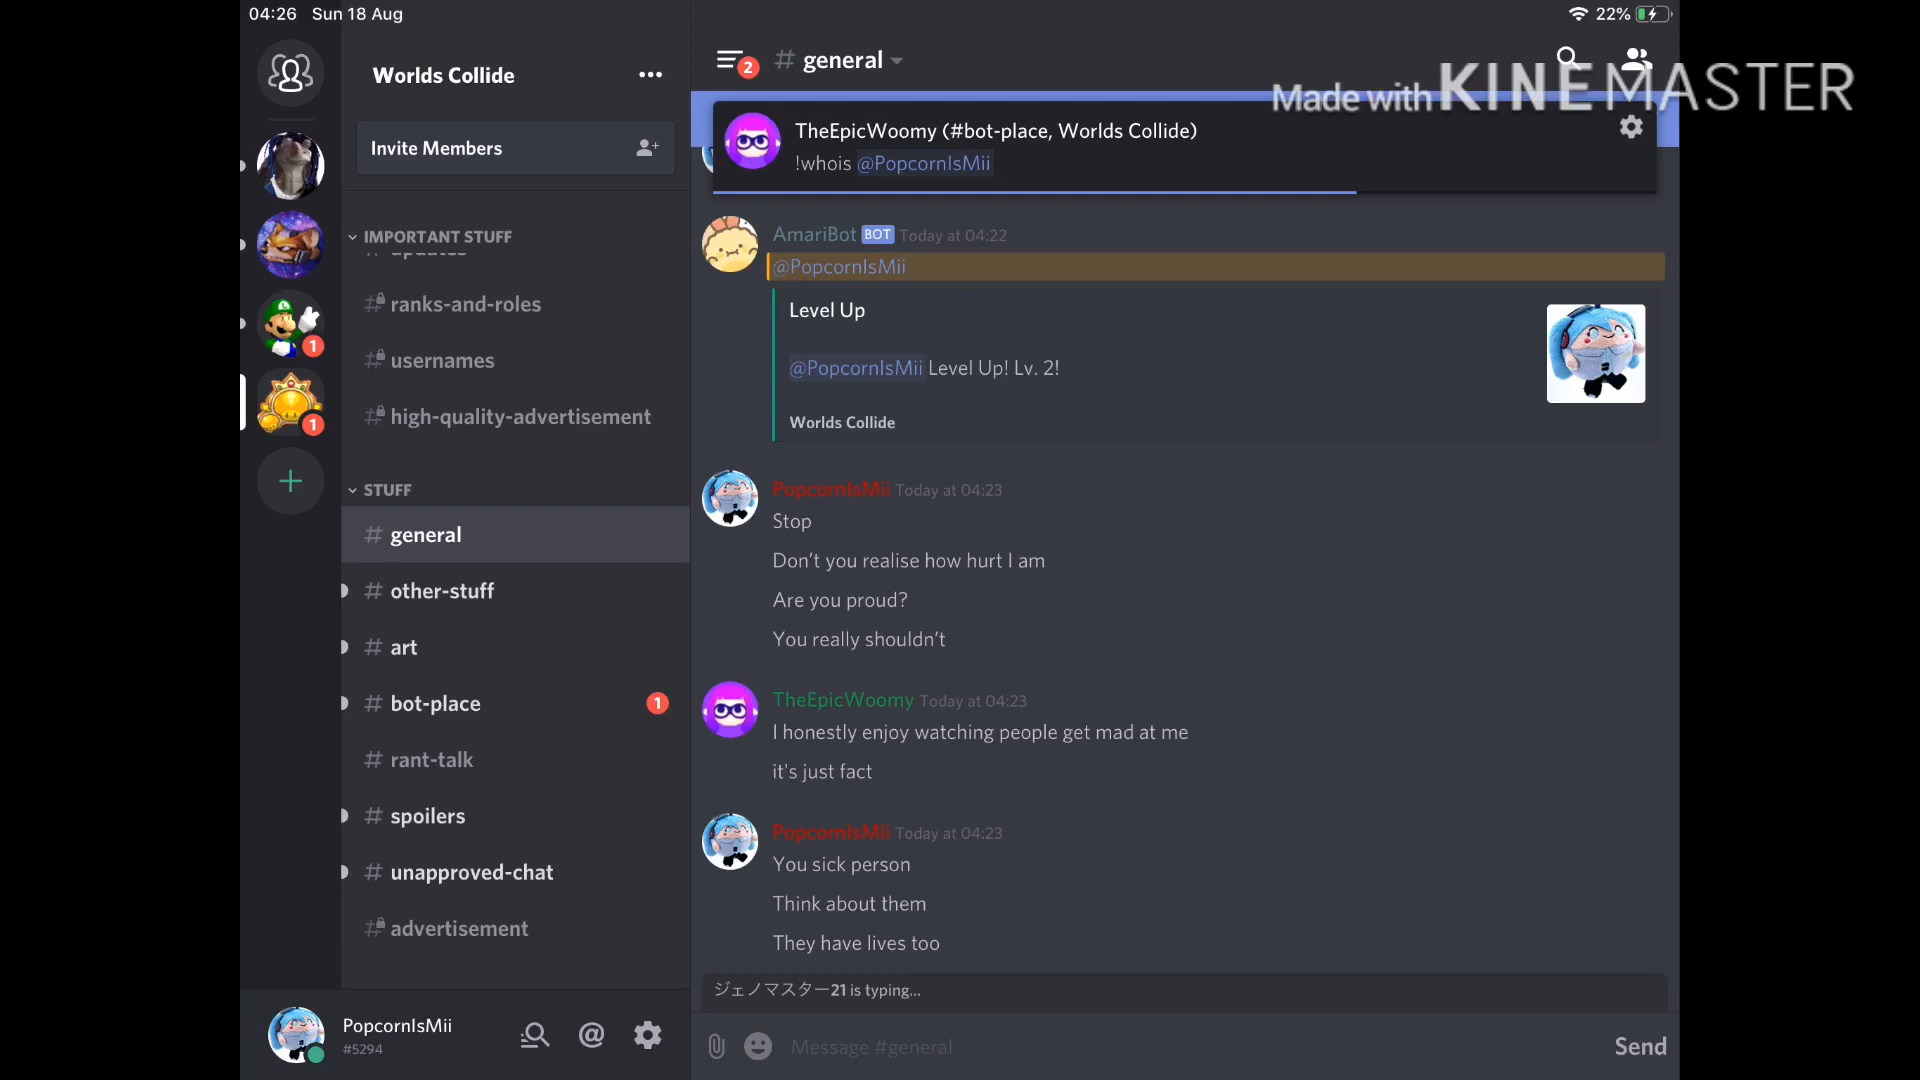 04:26 Sun 18 Aug
22%
Worlds Collide
Invite Members
IMPORTANT STUFF
updates
ranks-and-roles
usernames
high-quality-advertisement
STUFF
general
other-stuff
art
bot-place
1
rant-talk
spoilers
unapproved-chat
advertisement
1
1
PopcornIsMii
#5294
2
# general
Made with KINEMASTER
TheEpicWoomy (#bot-place, Worlds Collide)
!whois @PopcornIsMii
AmariBot BOT Today at 04:22
@PopcornIsMii
Level Up
@PopcornIsMii Level Up! Lv. 2!
Worlds Collide
PopcornIsMii Today at 04:23
Stop
Don’t you realise how hurt I am
Are you proud?
You really shouldn’t
TheEpicWoomy Today at 04:23
I honestly enjoy watching people get mad at me
it's just fact
PopcornIsMii Today at 04:23
You sick person
Think about them
They have lives too
ジェノマスター21 is typing...
Message #general
Send